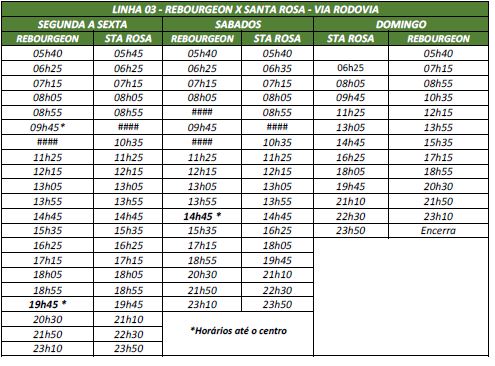 LINHA 03 - REBOURGEON X SANTA ROSA - VIA RODOVIA
SEGUNDA A SEXTA SABADOS DOMINGO
REBOURGEON STA ROSA REBOURGEON STA ROSA STA ROSA REBOURGEON
05h40 05h45 05h40 05h40 05h40
06h25 06h25 06h25 06h35 06h25 07h15
07h15 07h15 07h15 07h15 08h05 08h55
08h05 08h05 08h05 08h05 09h45 10h35
08h55 08h55 #### 08h55 11h25 12h15
09h45* #### 09h45 #### 13h05 13h55
#### 10h35 #### 10h35 14h45 15h35
11h25 11h25 11h25 11h25 16h25 17h15
12h15 12h15 12h15 12h15 18h05 18h55
13h05 13h05 13h05 13h05 19h45 20h30
13h55 13h55 13h55 13h55 21h10 21h50
14h45 14h45 14h45 * 14h45 22h30 23h10
15h35 15h35 15h35 16h25 23h50 Encerra
16h25 16h25 17h15 18h05
17h15 17h15 18h55 19h45
18h05 18h05 20h30 21h10
18h55 18h55 21h50 22h30
19h45 * 19h45 23h10 23h50
20h30 21h10
21h50 22h30 *Horários até o centro
23h10 23h50